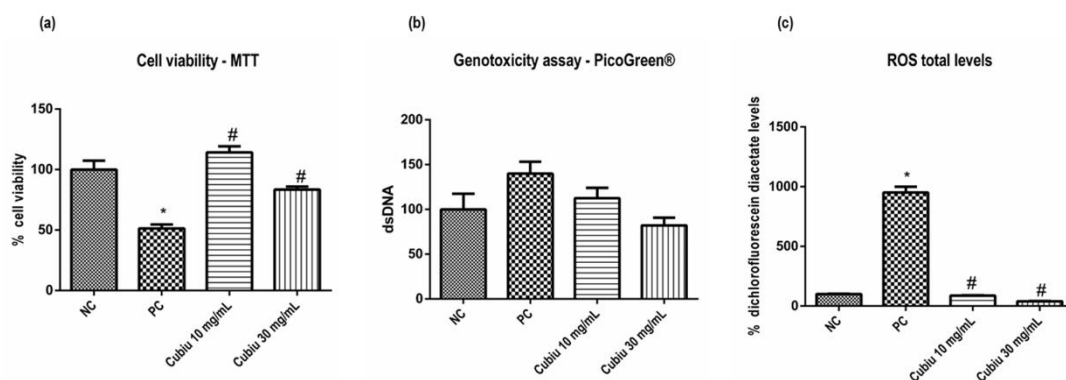 (a)
Cell viability - MTT
% cell viability
150
100
50
0
*
#
#
NC
PC
Cubiu 10 mg/mL
Cubiu 30 mg/mL
(b)
Genotoxicity assay - PicoGreen®
dsDNA
200
150
100
50
0
NC
PC
Cubiu 10 mg/mL
Cubiu 30 mg/mL
(c)
ROS total levels
% dichlorofluorescein diacetate levels
1500
1000
500
0
*
#
#
NC
PC
Cubiu 10 mg/mL
Cubiu 30 mg/mL